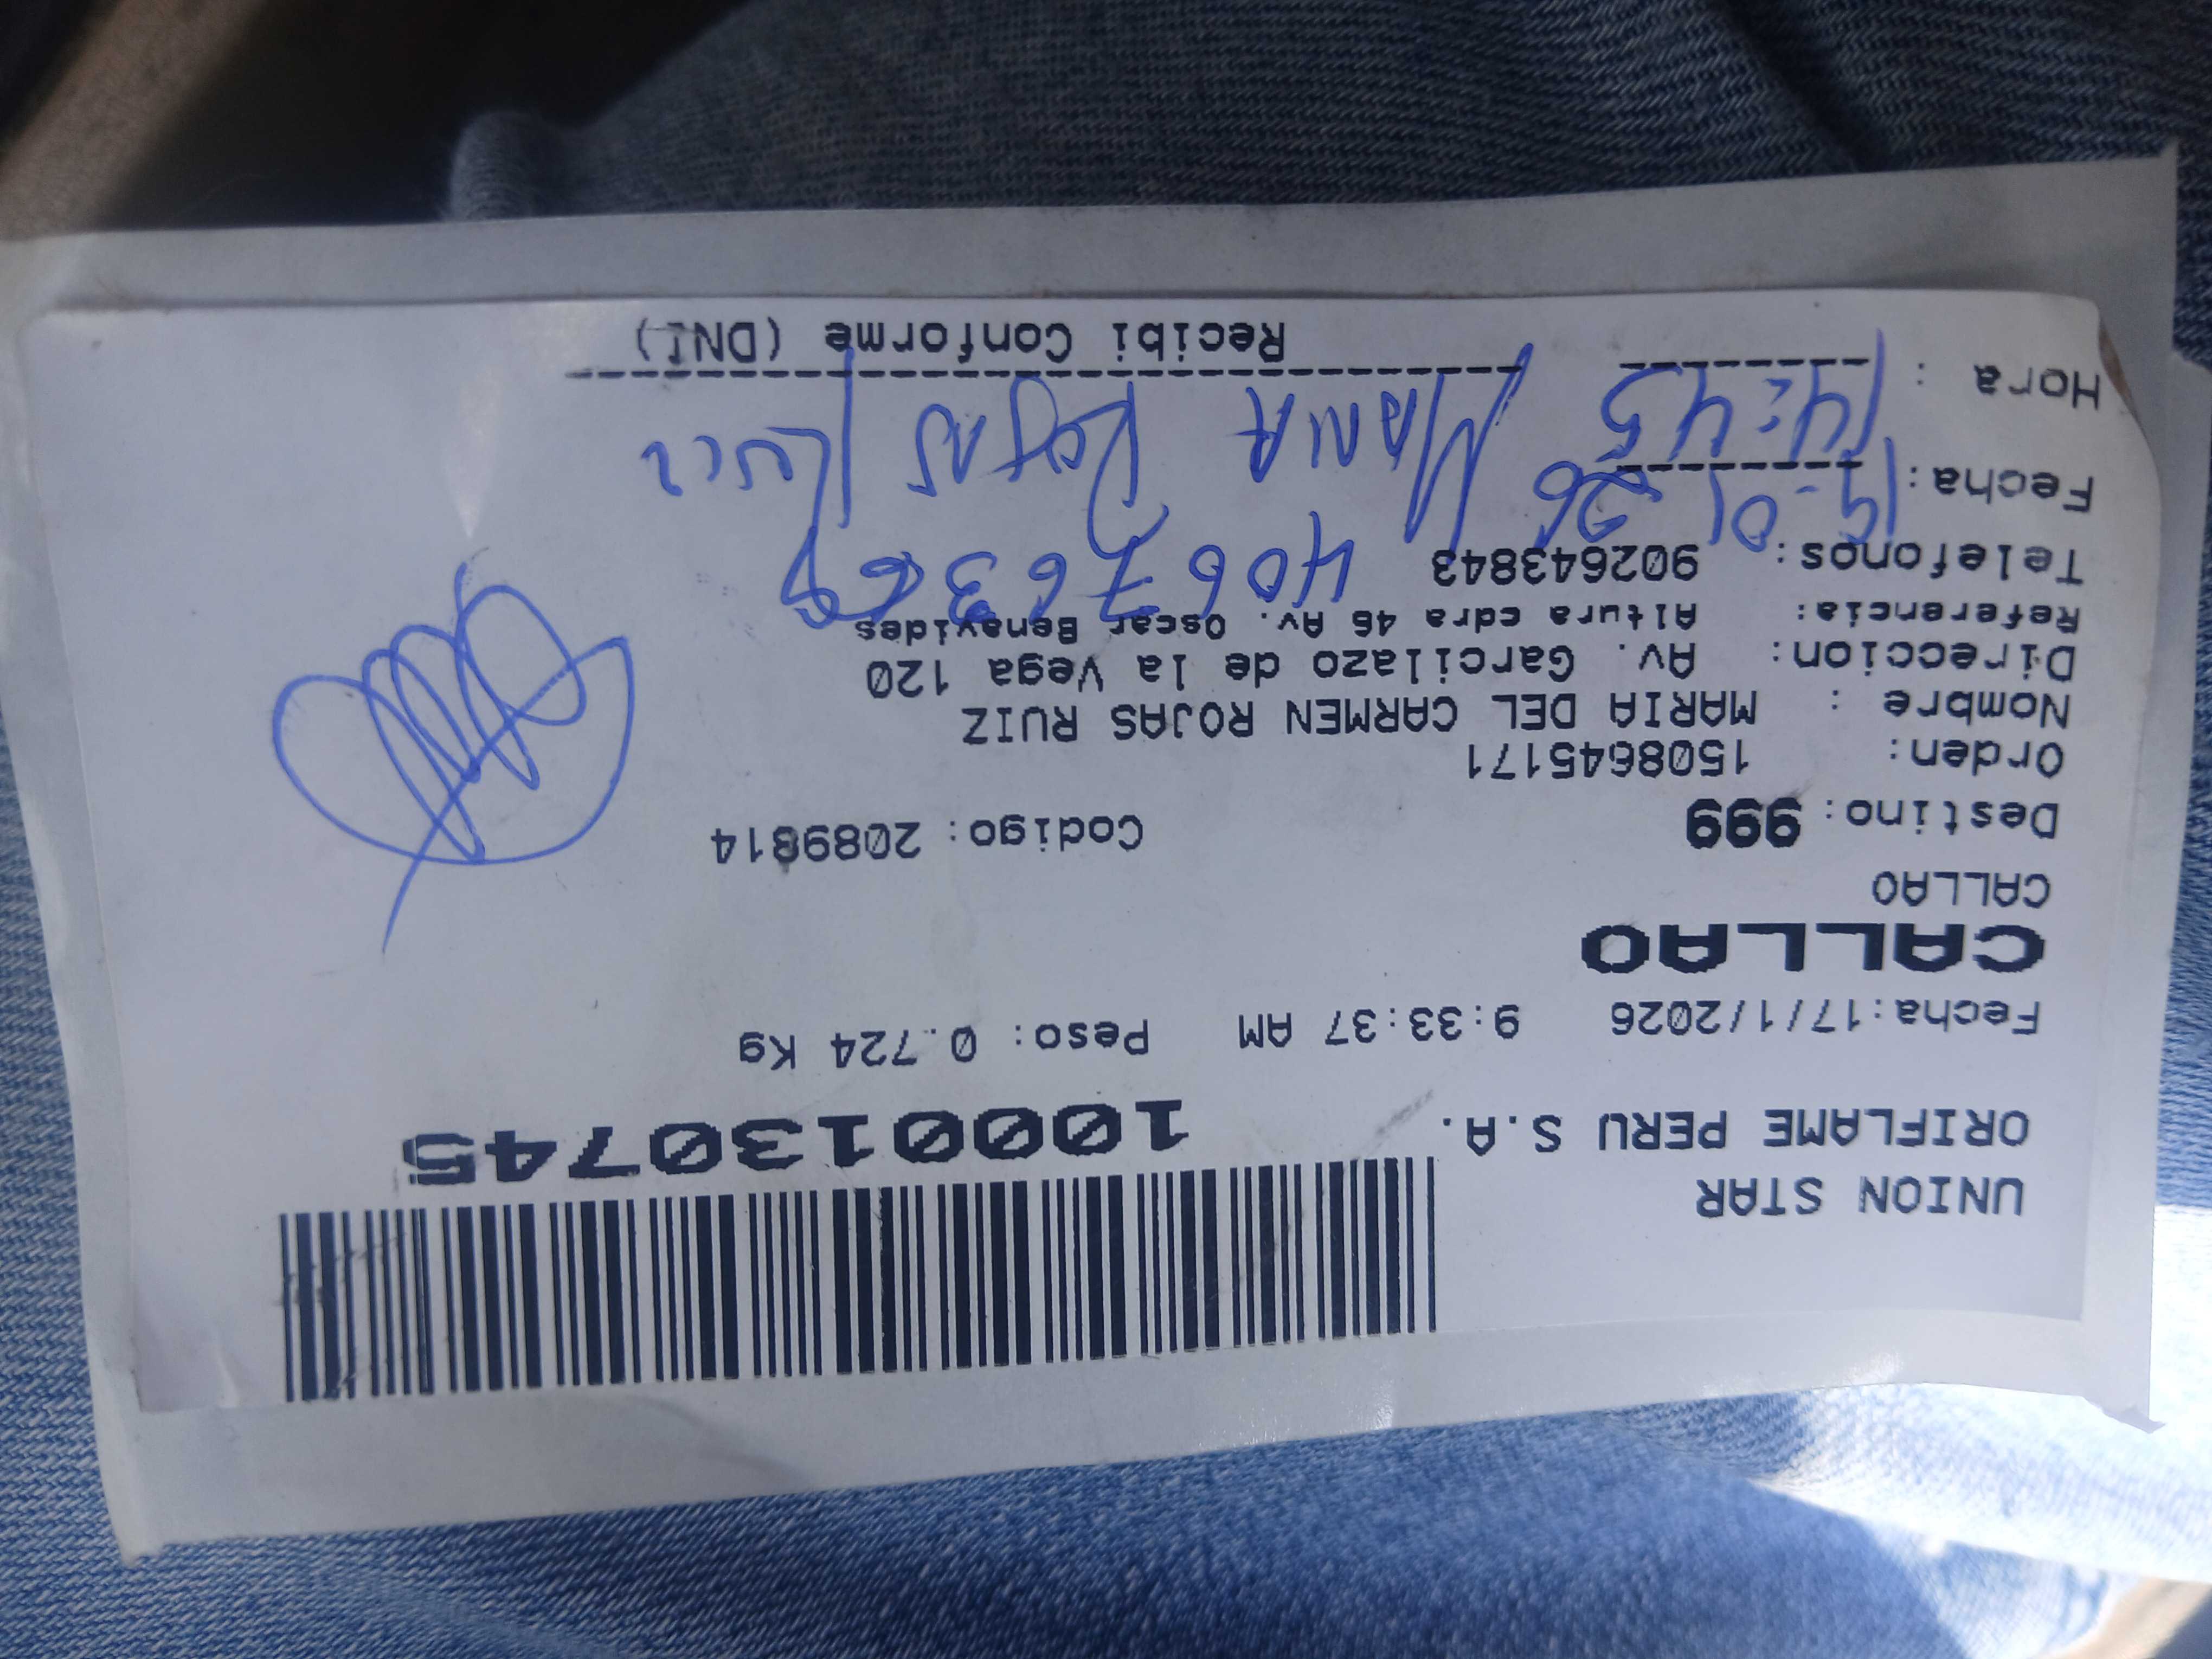 UNION STAR
ORIFLAME PERU S.A.
1000130745
Fecha:17/1/2026 9:33:37 AM Peso: 0.724 Kg
CALLAO
CALLAO
Destino: 999 Codigo: 2089814
Orden: 1508645171
Nombre : MARIA DEL CARMEN ROJAS RUIZ
Direccion: Av. Garcilazo de la Vega 120
Referencia: Altura cdra 46 Av. Oscar Benavides
Telefonos: 902643843
Fecha: 19-01-26
Hora : 14:45
Maria Rojas Ruiz
Recibi Conforme (DNI)